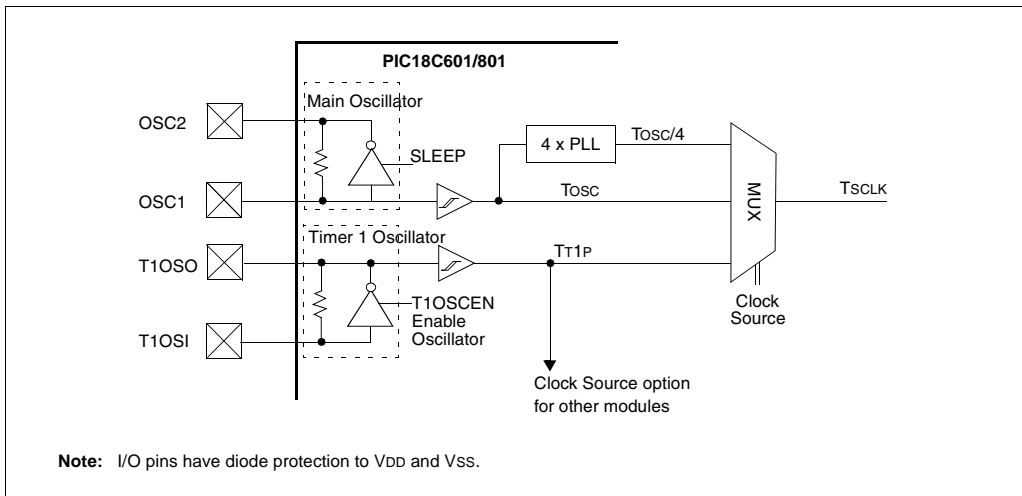 PIC18C601/801
Main Oscillator
OSC2
4 x PLL
TOSC/4
SLEEP
MUX
TSCLK
OSC1
TOSC
Timer 1 Oscillator
T1OSO
TT1P
T1OSCEN
Enable
Oscillator
Clock
Source
T1OSI
Clock Source option
for other modules
Note: I/O pins have diode protection to VDD and VSS.